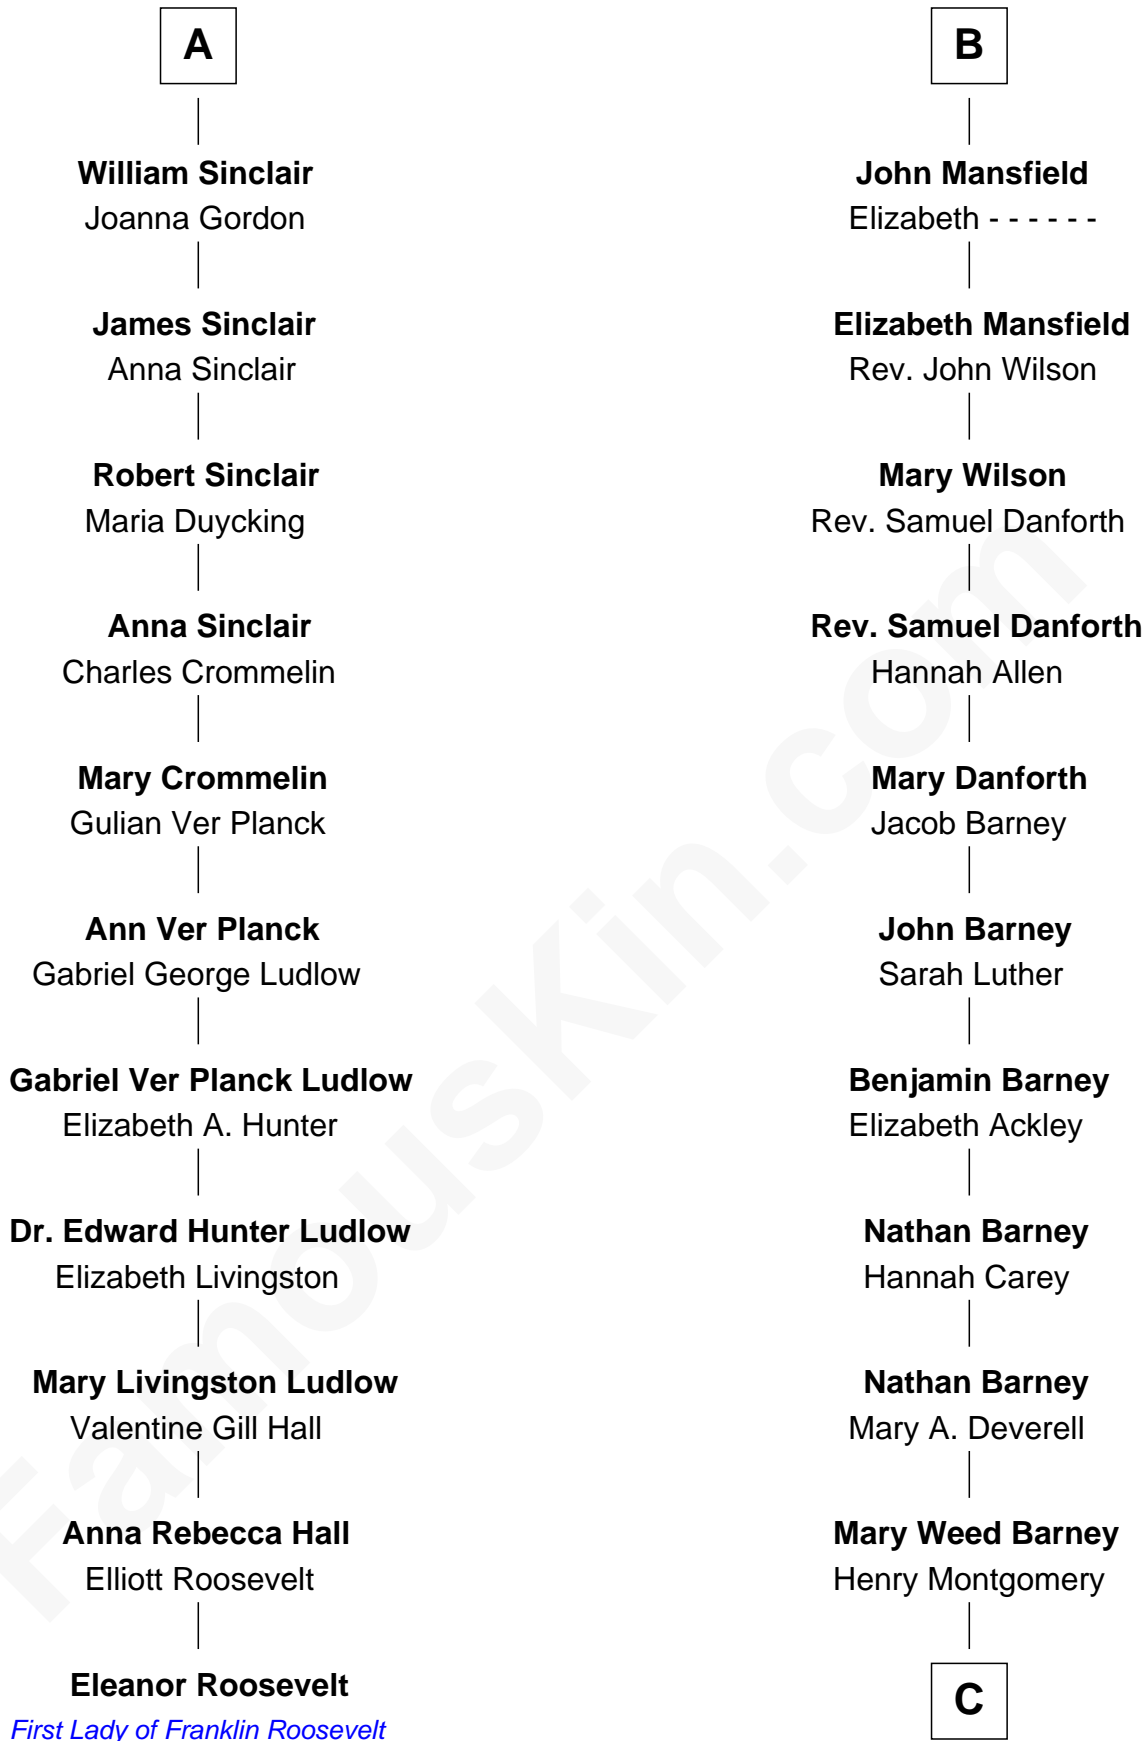 A
William Sinclair
Joanna Gordon
James Sinclair
Anna Sinclair
Robert Sinclair
Maria Duycking
Anna Sinclair
Charles Crommelin
Mary Crommelin
Gulian Ver Planck
Ann Ver Planck
Gabriel George Ludlow
Gabriel Ver Planck Ludlow
Elizabeth A. Hunter
Dr. Edward Hunter Ludlow
Elizabeth Livingston
Mary Livingston Ludlow
Valentine Gill Hall
Anna Rebecca Hall
Elliott Roosevelt
Eleanor Roosevelt
First Lady of Franklin Roosevelt
B
John Mansfield
Elizabeth - - - - - -
Elizabeth Mansfield
Rev. John Wilson
Mary Wilson
Rev. Samuel Danforth
Rev. Samuel Danforth
Hannah Allen
Mary Danforth
Jacob Barney
John Barney
Sarah Luther
Benjamin Barney
Elizabeth Ackley
Nathan Barney
Hannah Carey
Nathan Barney
Mary A. Deverell
Mary Weed Barney
Henry Montgomery
C
FamousKin.com